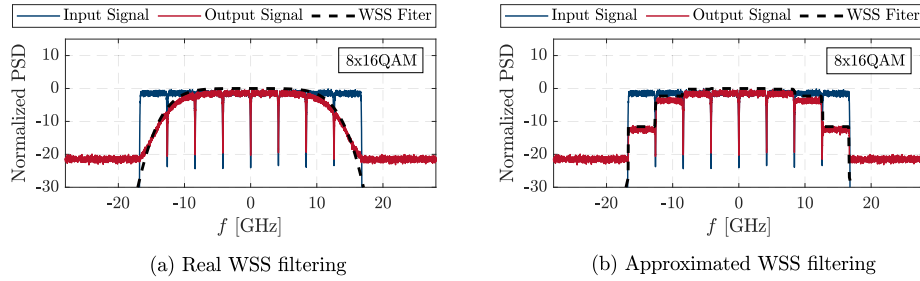 Input Signal Output Signal WSS Fiter
Input Signal Output Signal WSS Fiter
Normalized PSD
10
0
-10
-20
-30
8x16QAM
-20 -10 0 10 20
f [GHz]
(a) Real WSS filtering
Normalized PSD
10
0
-10
-20
-30
8x16QAM
-20 -10 0 10 20
f [GHz]
(b) Approximated WSS filtering